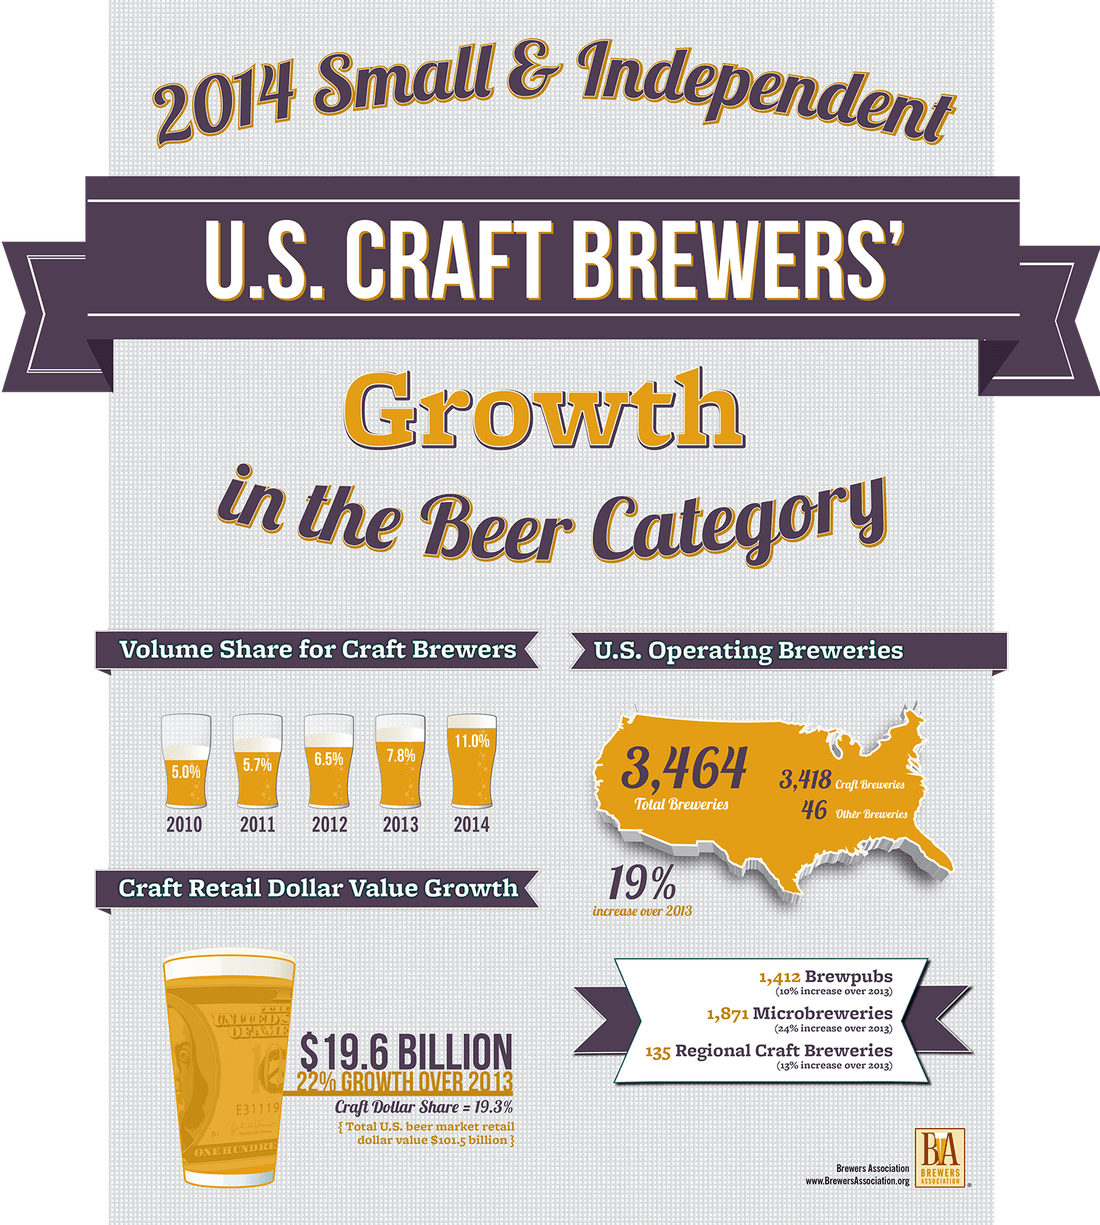 2014 Small & Independent
U.S. CRAFT BREWERS’
Growth
in the Beer Category
Volume Share for Craft Brewers
5.0%
5.7%
6.5%
7.8%
11.0%
2010
2011
2012
2013
2014
Craft Retail Dollar Value Growth
UNITED S
OF AME
E31119
D.
ONE HUNDRE
$19.6 BILLION
22% GROWTH OVER 2013
Craft Dollar Share = 19.3%
{ Total U.S. beer market retail
dollar value $101.5 billion }
U.S. Operating Breweries
3,464
Total Breweries
3,418 Craft Breweries
46 Other Breweries
19%
increase over 2013
1,412 Brewpubs
(10% increase over 2013)
1,871 Microbreweries
(24% increase over 2013)
135 Regional Craft Breweries
(13% increase over 2013)
Brewers Association
www.BrewersAssociation.org
BA
BREWERS
ASSOCIATION
®